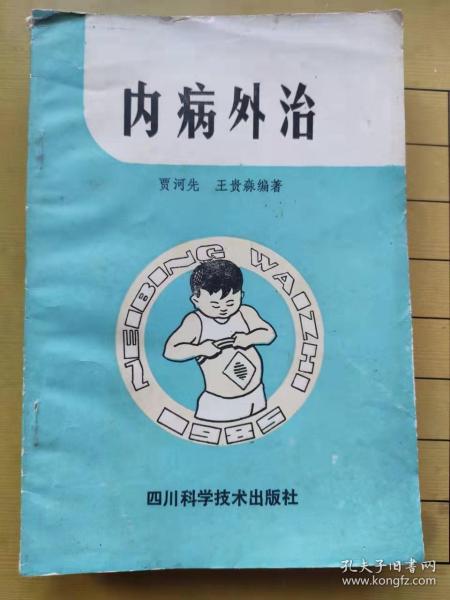 内病外治
贾河先 王贵淼编著
NEIBING WAIZHI
1985
四川科学技术出版社
孔夫子旧书网
www.kongfz.com